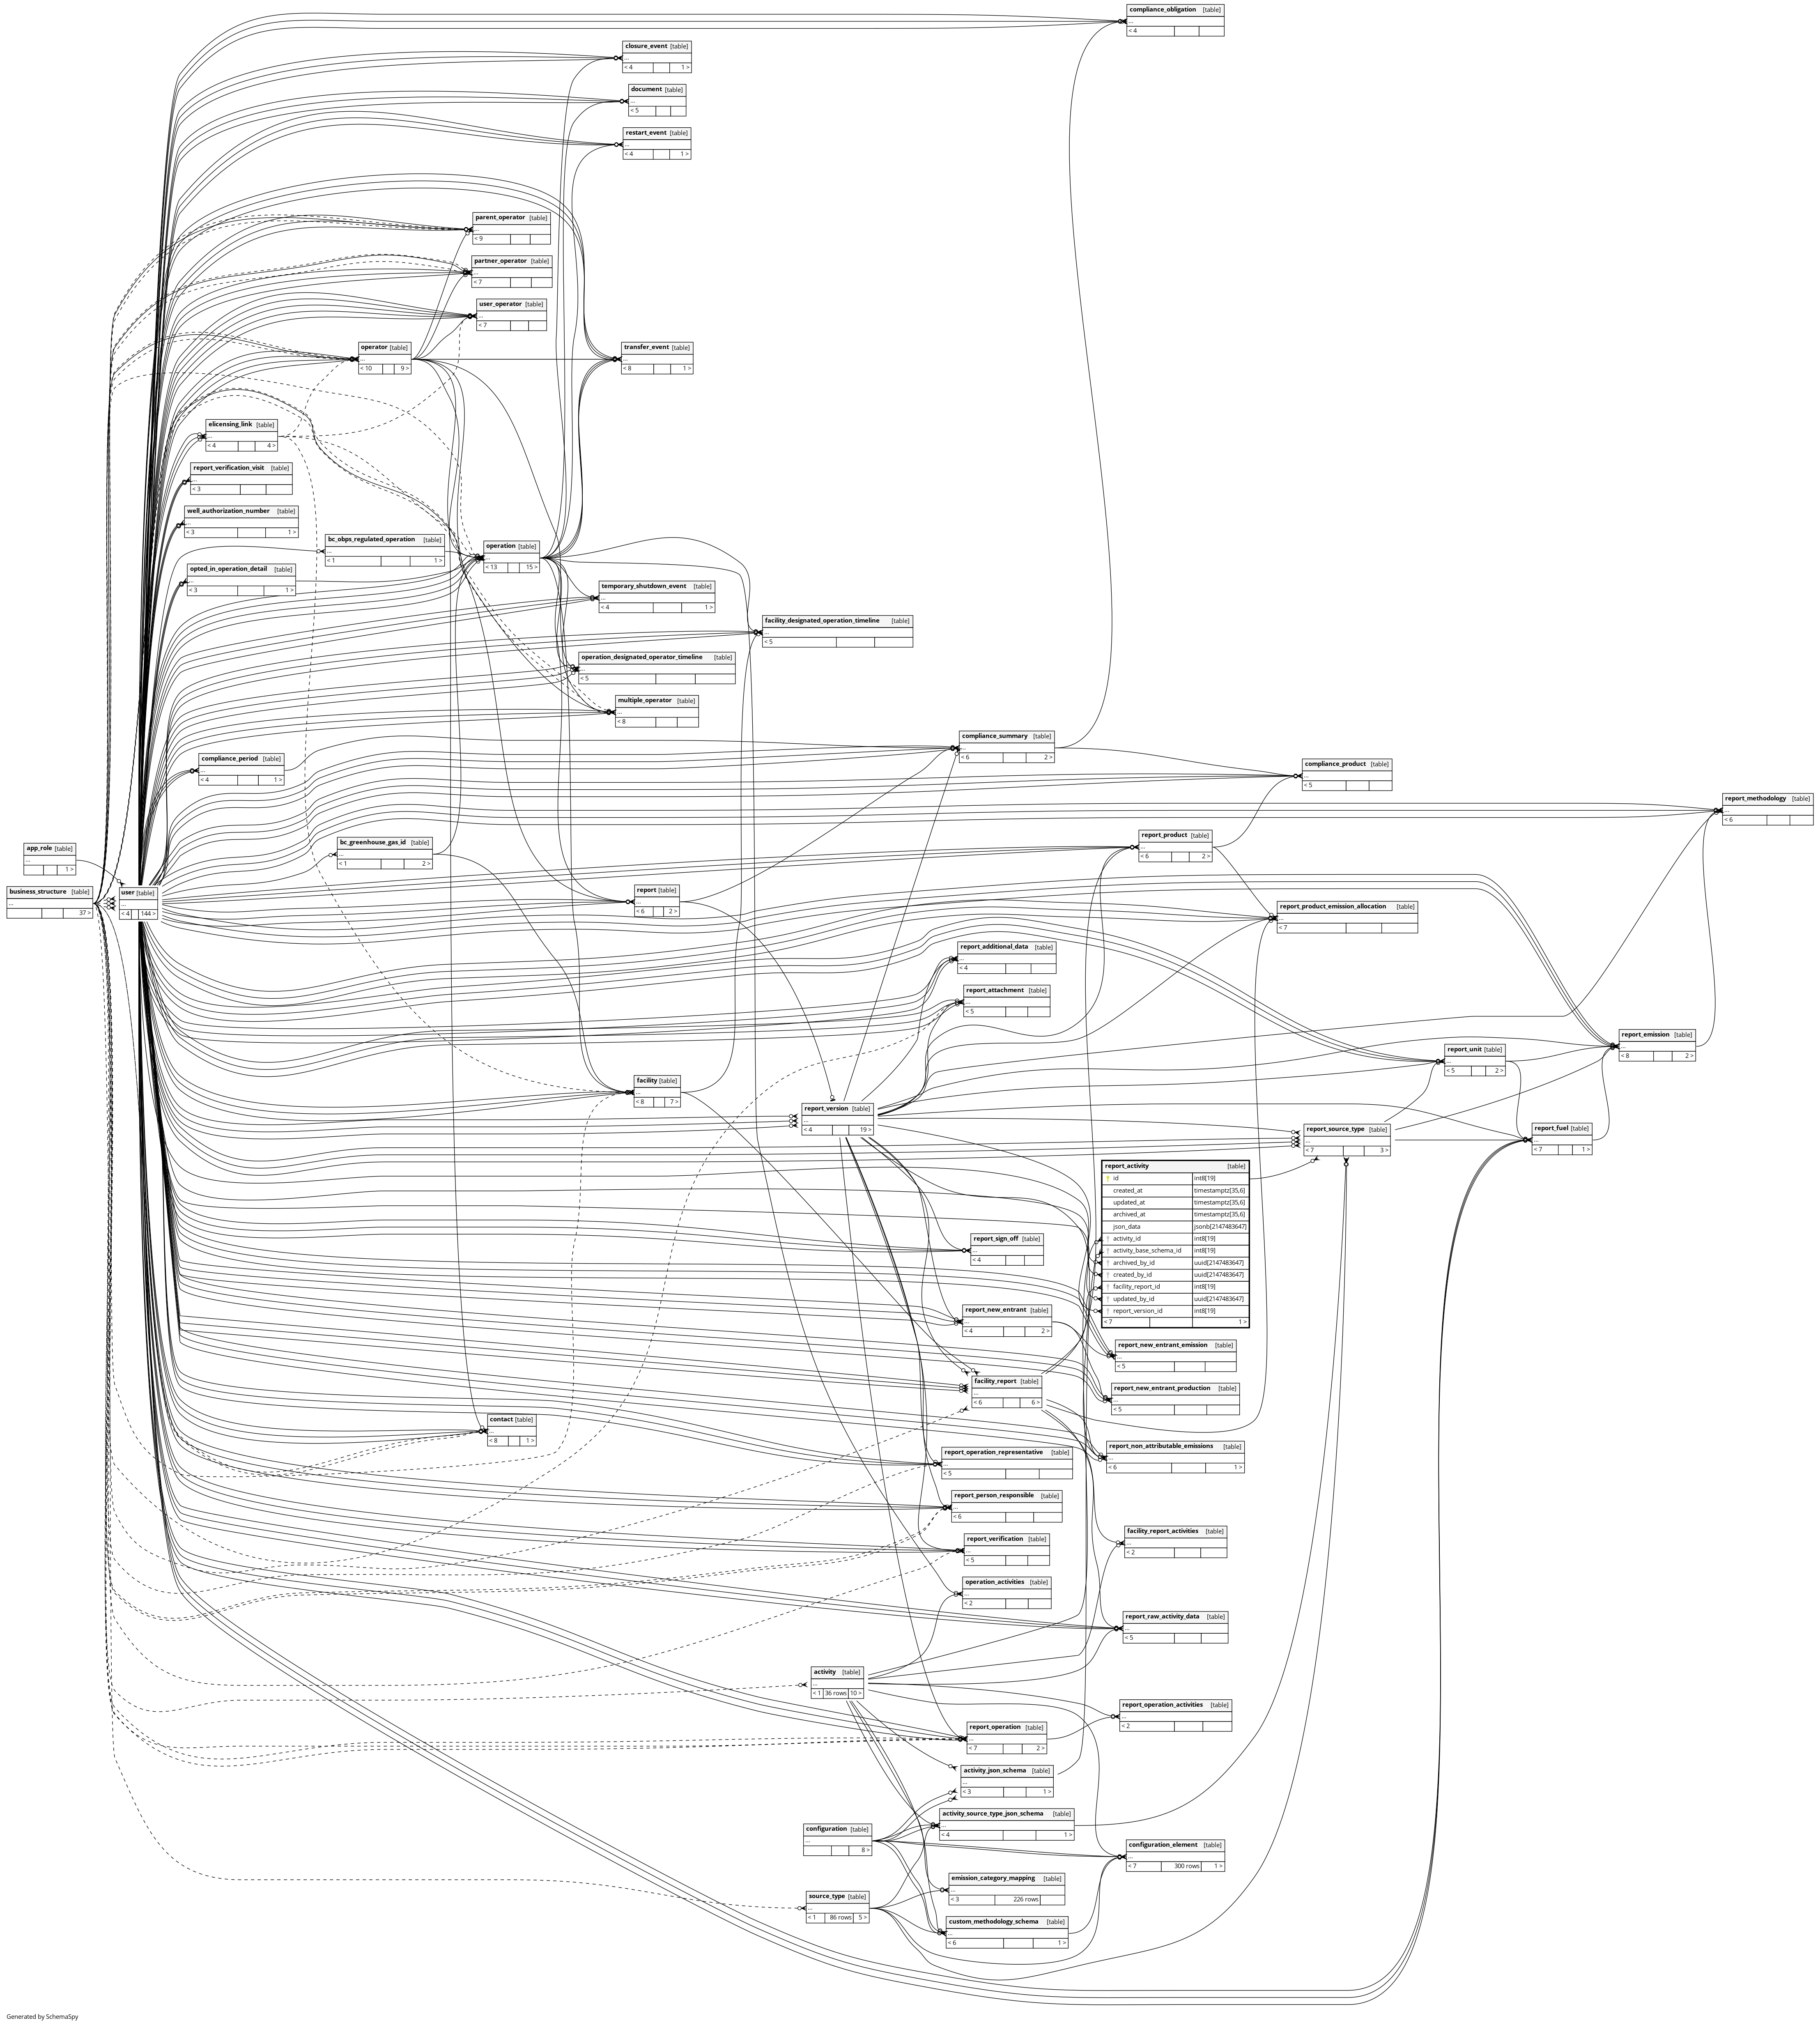 compliance_obligation [table]
...
< 4
closure_event [table]
...
< 4 1 >
document [table]
...
< 5
restart_event [table]
...
< 4 1 >
parent_operator [table]
...
< 9
partner_operator [table]
...
< 7
user_operator [table]
...
< 7
operator [table]
...
< 10 9 >
transfer_event [table]
...
< 8 1 >
elicensing_link [table]
...
< 4 4 >
report_verification_visit [table]
...
< 3
well_authorization_number [table]
...
< 3 1 >
bc_obps_regulated_operation [table]
...
< 1 1 >
operation [table]
...
< 13 15 >
opted_in_operation_detail [table]
...
< 3 1 >
temporary_shutdown_event [table]
...
< 4 1 >
facility_designated_operation_timeline [table]
...
< 5
operation_designated_operator_timeline [table]
...
< 5
multiple_operator [table]
...
< 8
compliance_summary [table]
...
< 6 2 >
compliance_period [table]
...
< 4 1 >
compliance_product [table]
...
< 5
report_methodology [table]
...
< 6
report_product [table]
...
< 6 2 >
bc_greenhouse_gas_id [table]
...
< 1 2 >
app_role [table]
...
1 >
business_structure [table]
...
37 >
user [table]
...
< 4 144 >
report [table]
...
< 6 2 >
report_product_emission_allocation [table]
...
< 7
report_additional_data [table]
...
< 4
report_attachment [table]
...
< 5
report_emission [table]
...
< 8 2 >
report_unit [table]
...
< 5 2 >
facility [table]
...
< 8 7 >
report_version [table]
...
< 4 19 >
report_source_type [table]
...
< 7 3 >
report_fuel [table]
...
< 7 1 >
report_activity [table]
id int8[19]
created_at timestamptz[35,6]
updated_at timestamptz[35,6]
archived_at timestamptz[35,6]
json_data jsonb[2147483647]
activity_id int8[19]
activity_base_schema_id int8[19]
archived_by_id uuid[2147483647]
created_by_id uuid[2147483647]
facility_report_id int8[19]
updated_by_id uuid[2147483647]
report_version_id int8[19]
< 7 1 >
report_sign_off [table]
...
< 4
report_new_entrant [table]
...
< 4 2 >
report_new_entrant_emission [table]
...
< 5
facility_report [table]
...
< 6 6 >
report_new_entrant_production [table]
...
< 5
contact [table]
...
< 8 1 >
report_non_attributable_emissions [table]
...
< 6 1 >
report_operation_representative [table]
...
< 5
report_person_responsible [table]
...
< 6
facility_report_activities [table]
...
< 2
report_verification [table]
...
< 5
operation_activities [table]
...
< 2
report_raw_activity_data [table]
...
< 5
activity [table]
...
< 1 36 rows 10 >
report_operation_activities [table]
...
< 2
report_operation [table]
...
< 7 2 >
activity_json_schema [table]
...
< 3 1 >
activity_source_type_json_schema [table]
...
< 4 1 >
configuration [table]
...
8 >
configuration_element [table]
...
< 7 300 rows 1 >
emission_category_mapping [table]
...
< 3 226 rows
source_type [table]
...
< 1 86 rows 5 >
custom_methodology_schema [table]
...
< 6 1 >
Generated by SchemaSpy